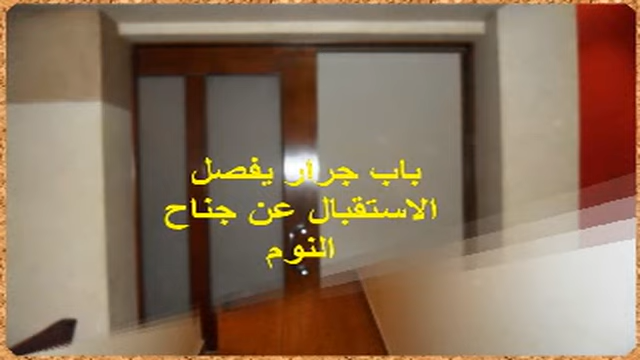 باب جرار يفصل
الاستقبال عن جناح
النوم